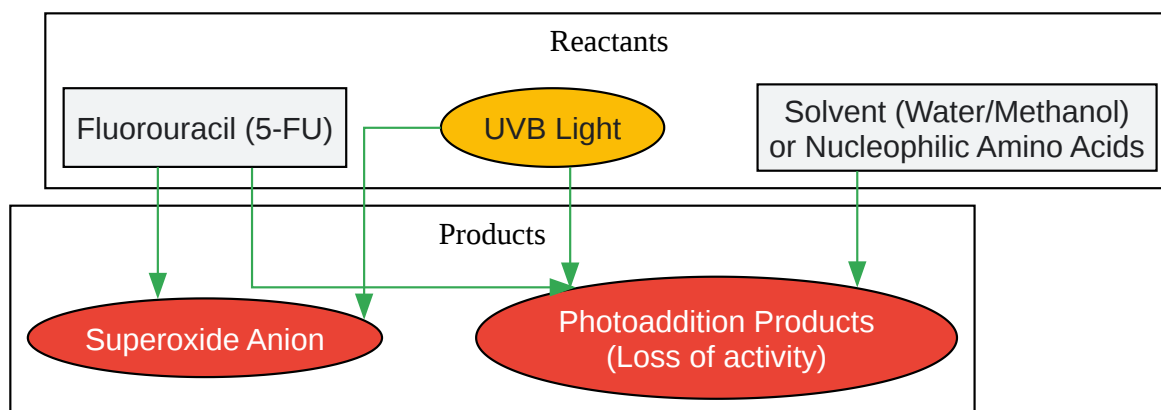 Reactants
Fluorouracil (5-FU)
UVB Light
Solvent (Water/Methanol)
or Nucleophilic Amino Acids
Products
Superoxide Anion
Photoaddition Products
(Loss of activity)